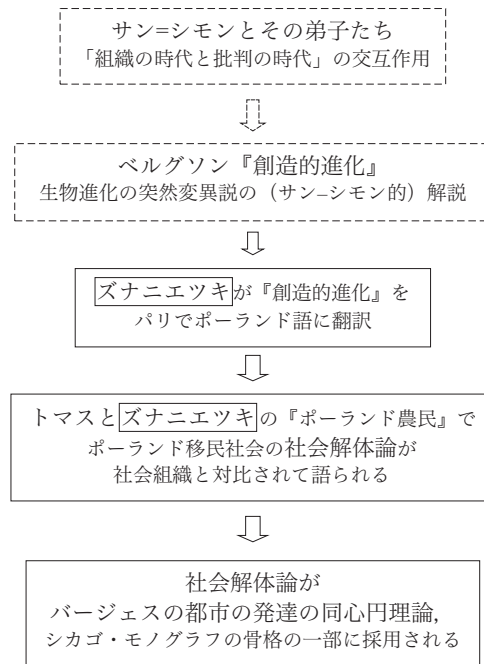 サン=シモンとその弟子たち
「組織の時代と批判の時代」の交互作用
ベルグソン『創造的進化』
生物進化の突然変異説の（サン–シモン的）解説
ズナニエツキが『創造的進化』を
パリでポーランド語に翻訳
トマスとズナニエツキの『ポーランド農民』で
ポーランド移民社会の社会解体論が
社会組織と対比されて語られる
社会解体論が
バージェスの都市の発達の同心円理論，
シカゴ・モノグラフの骨格の一部に採用される